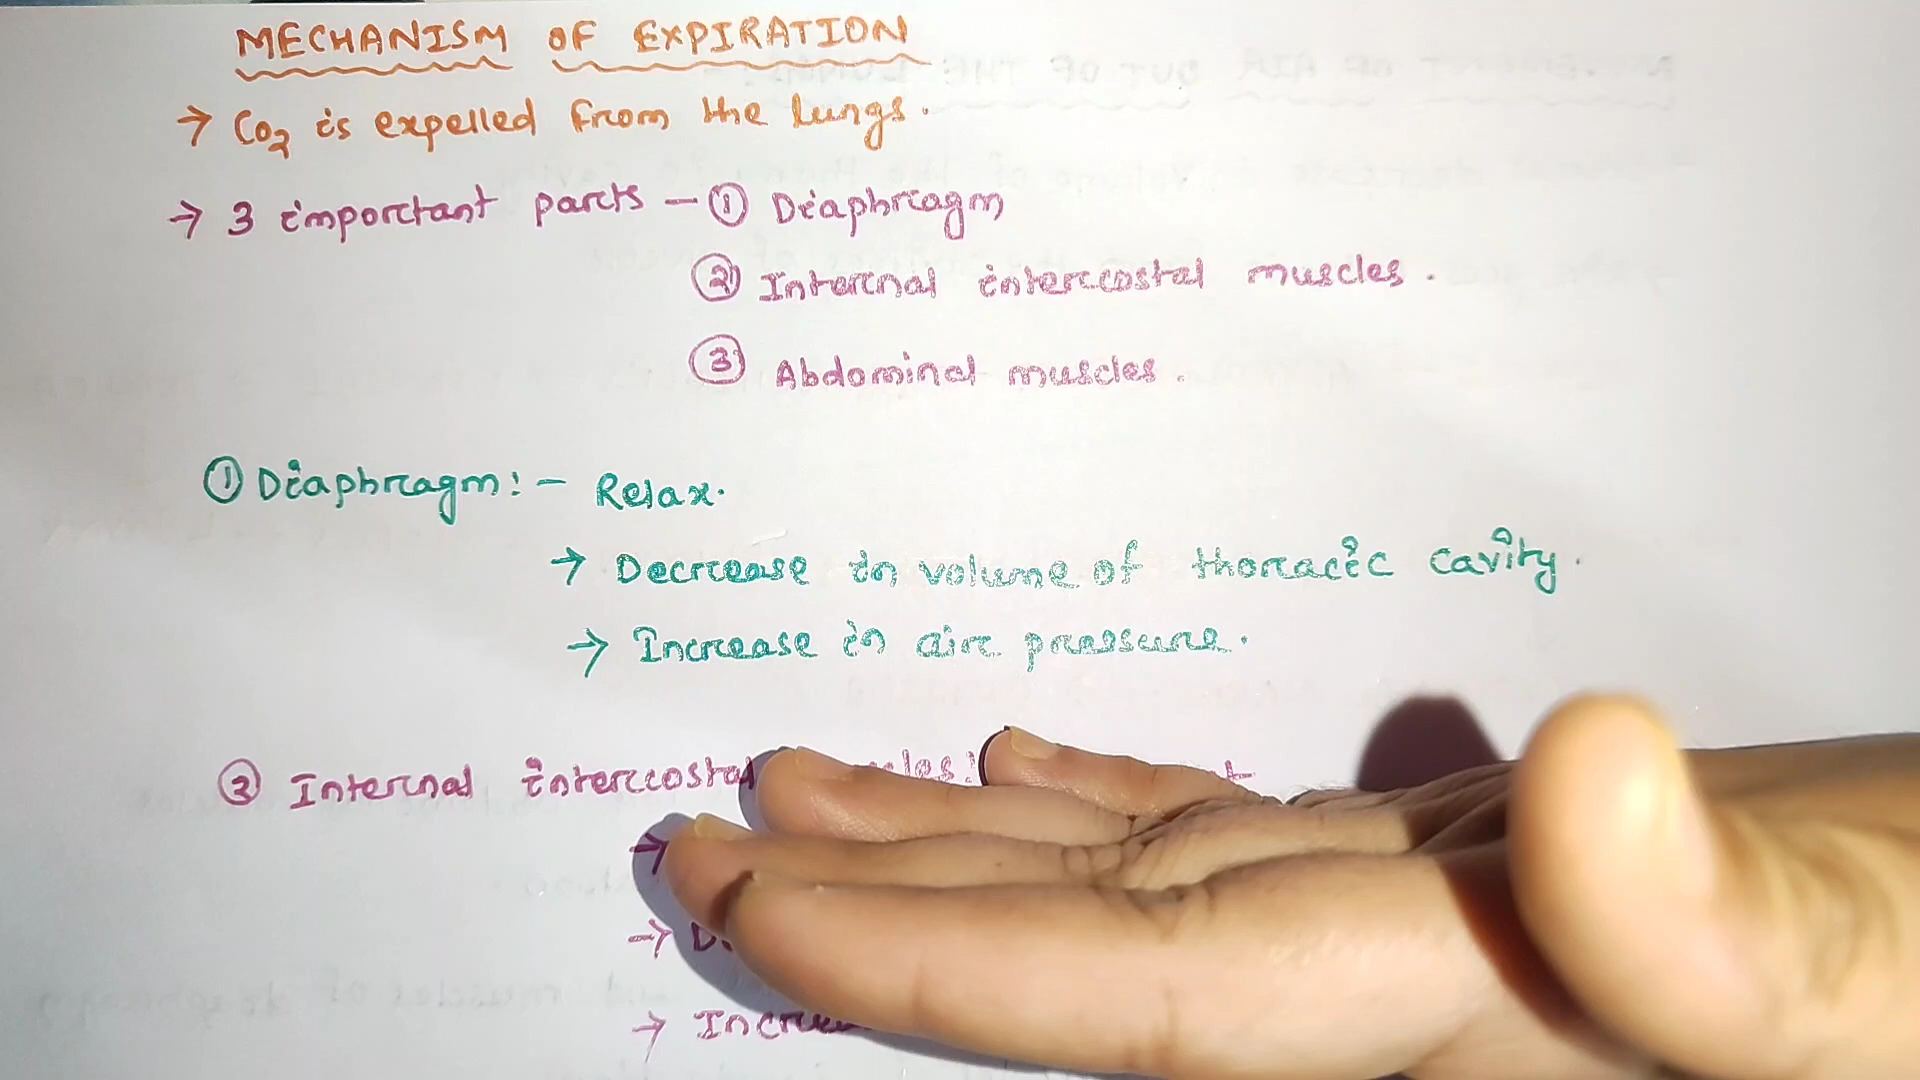 MECHANISM OF EXPIRATION
→ CO2 is expelled from the lungs.
→ 3 important parts - ① Diaphragm
② Internal intercostal muscles.
③ Abdominal muscles.
① Diaphragm:- Relax.
→ Decrease in volume of thoracic cavity.
→ Increase in air pressure.
② Internal intercostal
→
→
→